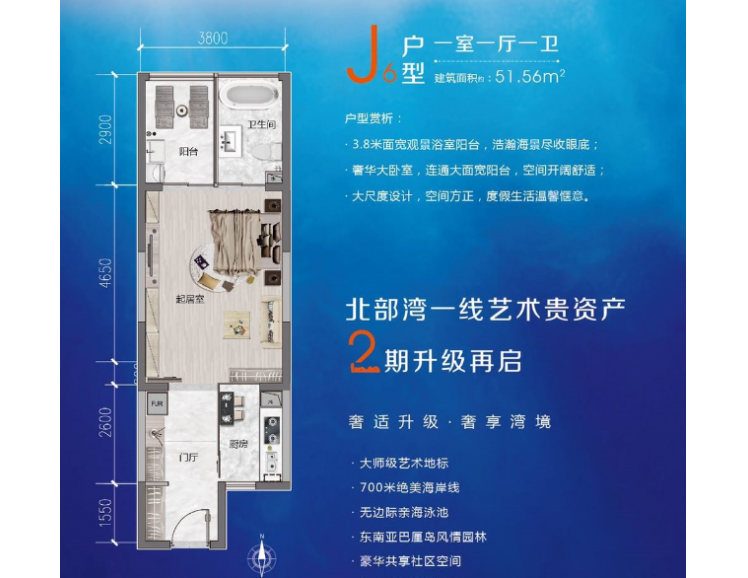 3800
2900
4650
2600
1550
卫生间
阳台
起居室
厨房
门厅
N
J6户型
一室一厅一卫
建筑面积约：51.56m²
户型赏析：
· 3.8米面宽观景浴室阳台，浩瀚海景尽收眼底；
· 奢华大卧室，连通大面宽阳台，空间开阔舒适；
· 大尺度设计，空间方正，度假生活温馨惬意。
北部湾一线艺术贵资产
2期升级再启
奢适升级·奢享湾境
· 大师级艺术地标
· 700米绝美海岸线
· 无边际亲海泳池
· 东南亚巴厘岛风情园林
· 豪华共享社区空间